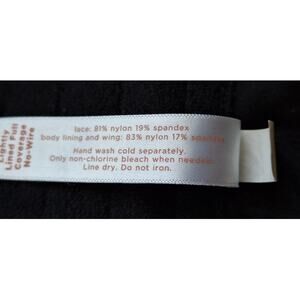 Lightly
Lined Full
Coverage
No-Wire
lace: 81% nylon 19% spandex
body lining and wing: 83% nylon 17% spandex
Hand wash cold separately.
Only non-chlorine bleach when needed.
Line dry. Do not iron.